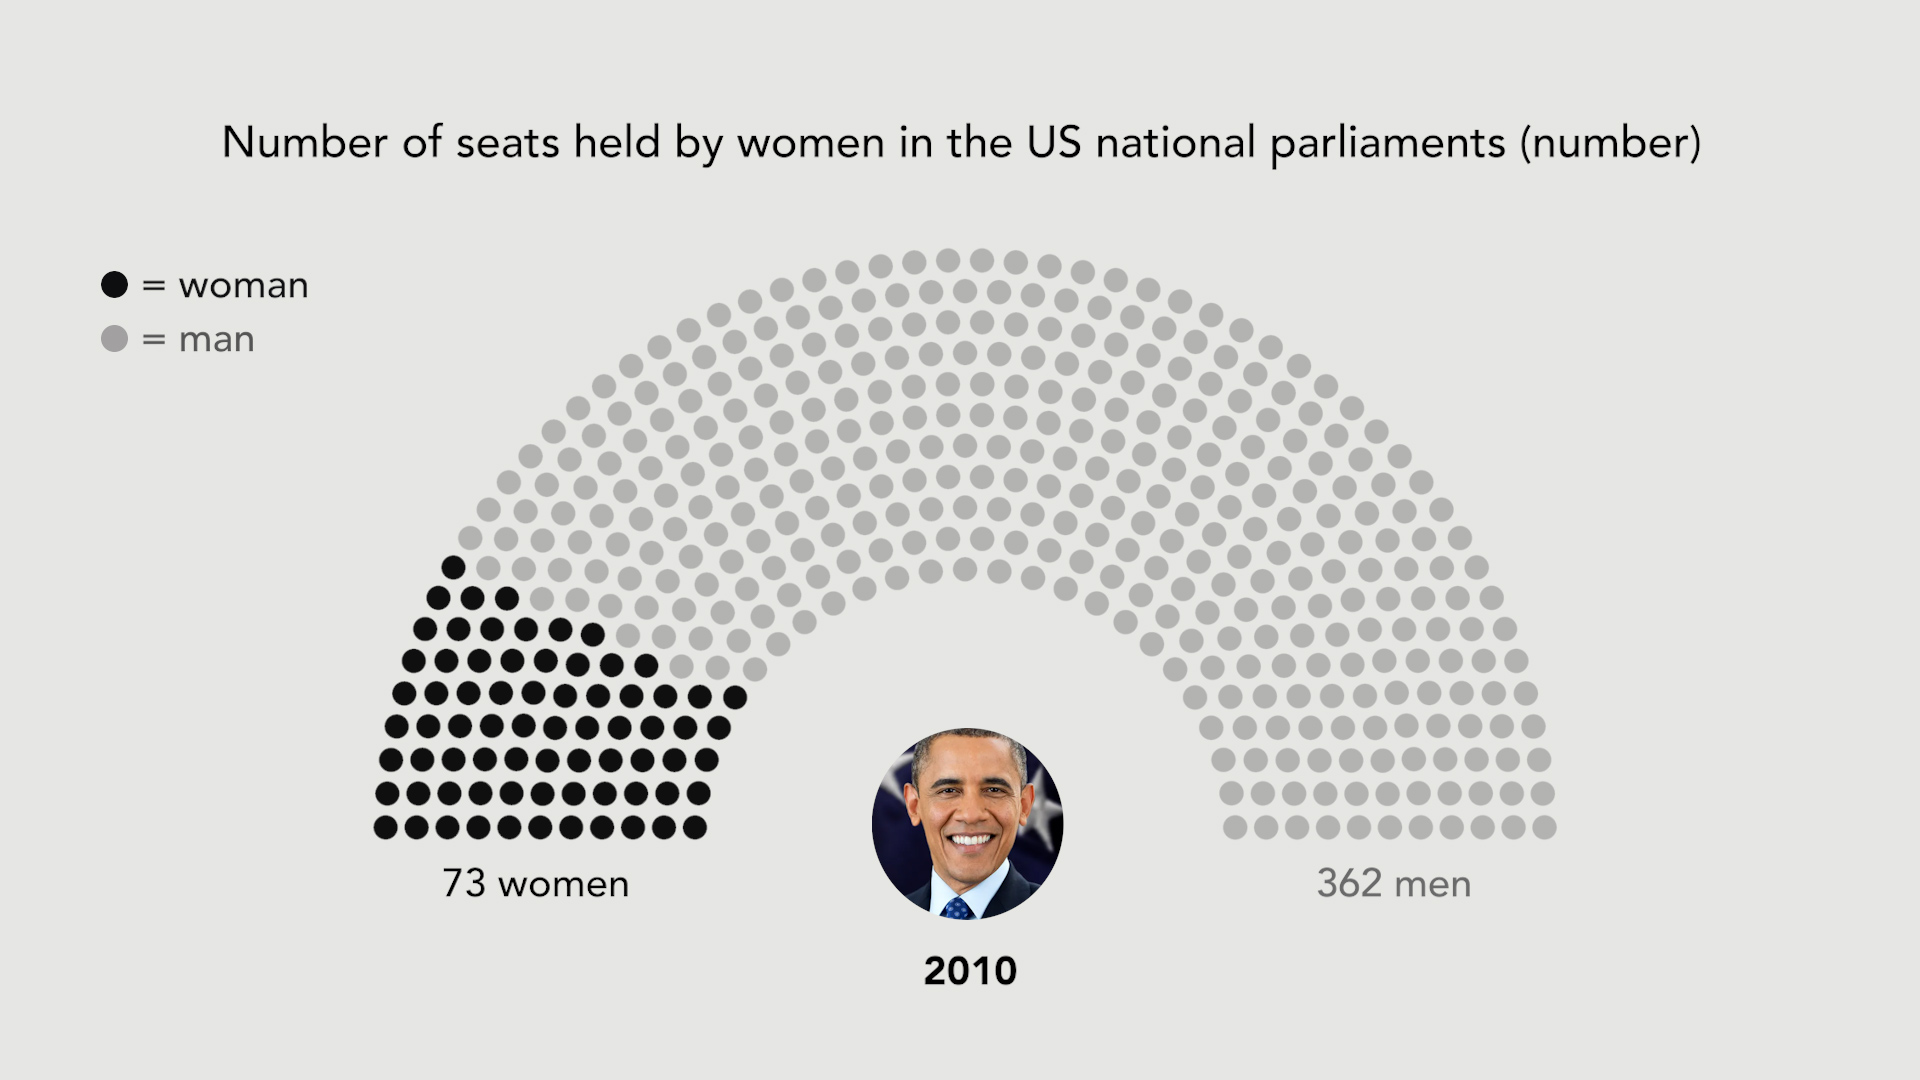 Number of seats held by women in the US national parliaments (number)
= woman
= man
73 women
362 men
2010